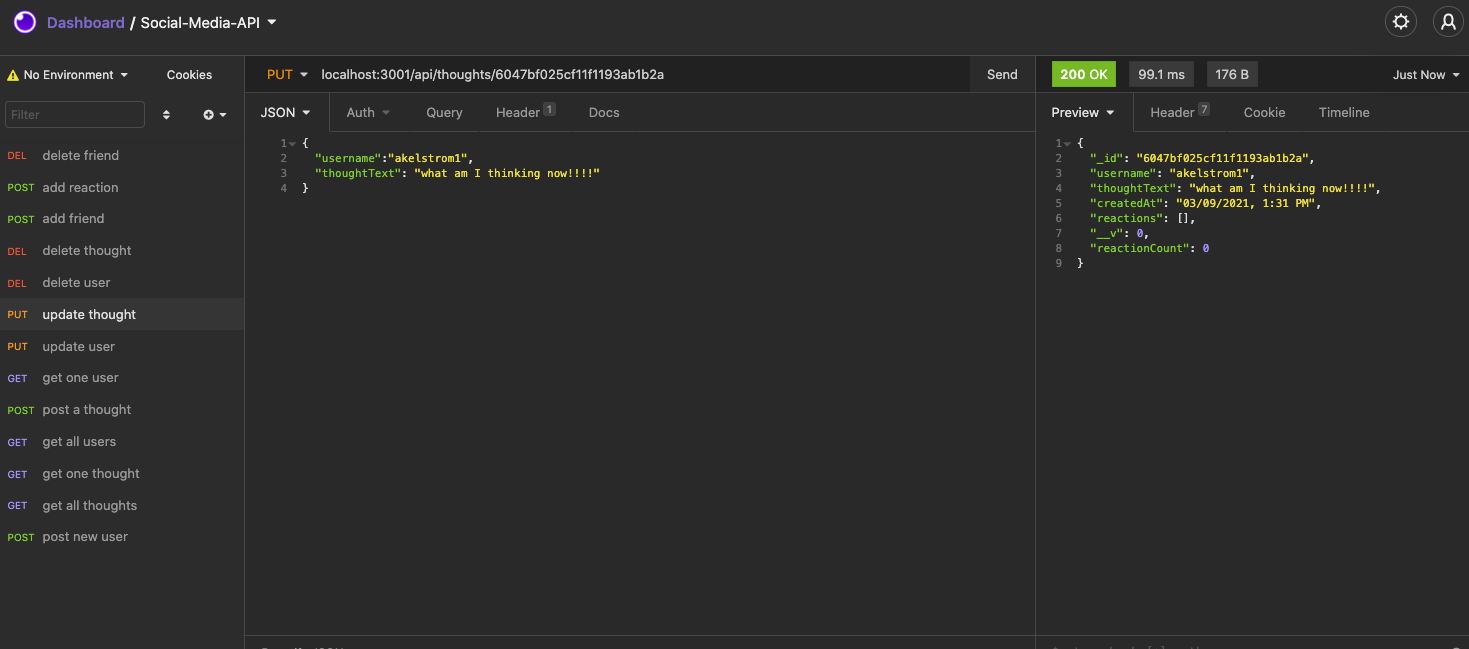 Dashboard / Social-Media-API
No Environment
Cookies
PUT localhost:3001/api/thoughts/6047bf025cf11f1193ab1b2a
Send
200 OK
99.1 ms
176 B
Just Now
Filter
DEL delete friend
POST add reaction
POST add friend
DEL delete thought
DEL delete user
PUT update thought
PUT update user
GET get one user
POST post a thought
GET get all users
GET get one thought
GET get all thoughts
POST post new user
JSON
Auth
Query
Header 1
Docs
1 {
2 "username":"akelstrom1",
3 "thoughtText": "what am I thinking now!!!!"
4 }
Preview
Header 7
Cookie
Timeline
1 {
2 "_id": "6047bf025cf11f1193ab1b2a",
3 "username": "akelstrom1",
4 "thoughtText": "what am I thinking now!!!!",
5 "createdAt": "03/09/2021, 1:31 PM",
6 "reactions": [],
7 "__v": 0,
8 "reactionCount": 0
9 }